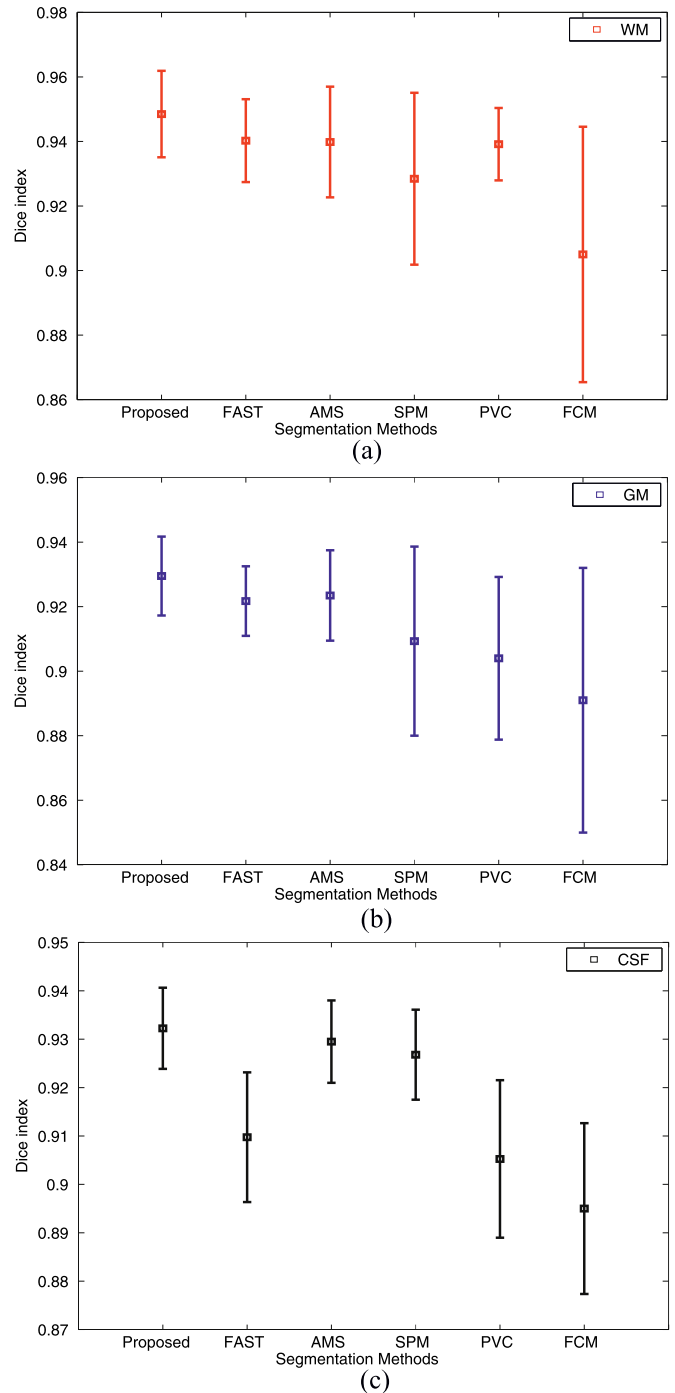 0.98
WM
0.96
0.94
0.92
0.9
0.88
0.86
Dice index
Proposed FAST AMS SPM PVC FCM
Segmentation Methods
(a)
0.96
GM
0.94
0.92
0.9
0.88
0.86
0.84
Dice index
Proposed FAST AMS SPM PVC FCM
Segmentation Methods
(b)
0.95
CSF
0.94
0.93
0.92
0.91
0.9
0.89
0.88
0.87
Dice index
Proposed FAST AMS SPM PVC FCM
Segmentation Methods
(c)